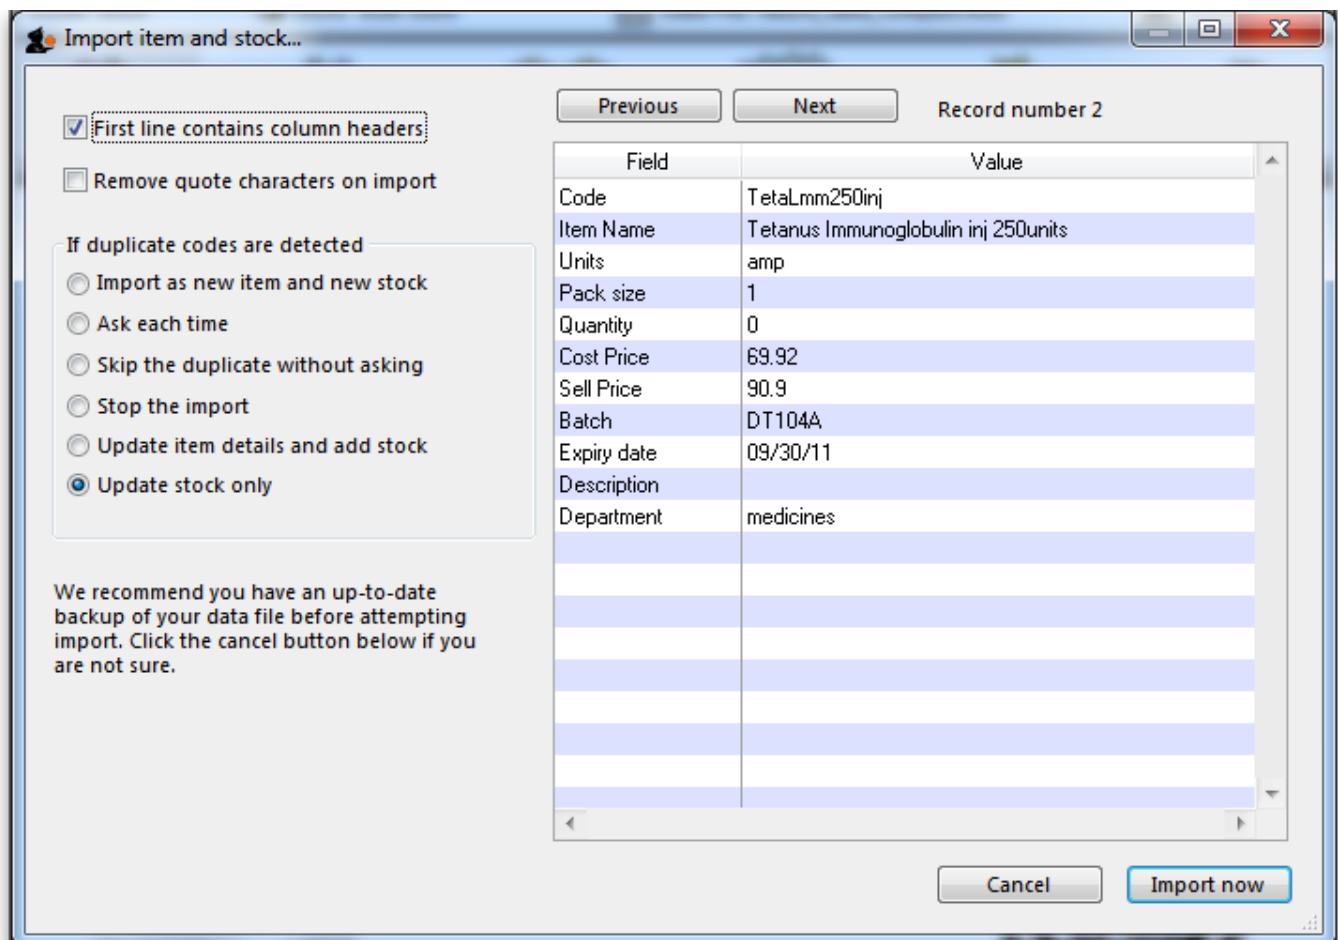 Import item and stock...
First line contains column headers
Remove quote characters on import
If duplicate codes are detected
Import as new item and new stock
Ask each time
Skip the duplicate without asking
Stop the import
Update item details and add stock
Update stock only
We recommend you have an up-to-date
backup of your data file before attempting
import. Click the cancel button below if you
are not sure.
Previous Next Record number 2
Field Value
Code TetaLmm250inj
Item Name Tetanus Immunoglobulin inj 250units
Units amp
Pack size 1
Quantity 0
Cost Price 69.92
Sell Price 90.9
Batch DT104A
Expiry date 09/30/11
Description
Department medicines
Cancel Import now